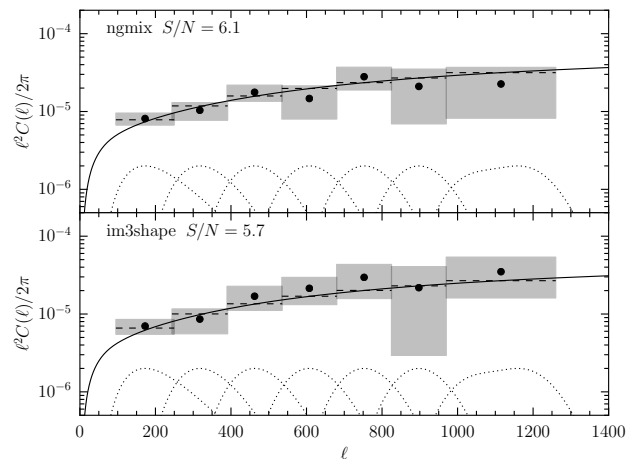 ngmix S/N = 6.1
10⁻⁴
10⁻⁵
10⁻⁶
ℓ²C(ℓ)/2π
im3shape S/N = 5.7
10⁻⁴
10⁻⁵
10⁻⁶
ℓ²C(ℓ)/2π
0 200 400 600 800 1000 1200 1400
ℓ